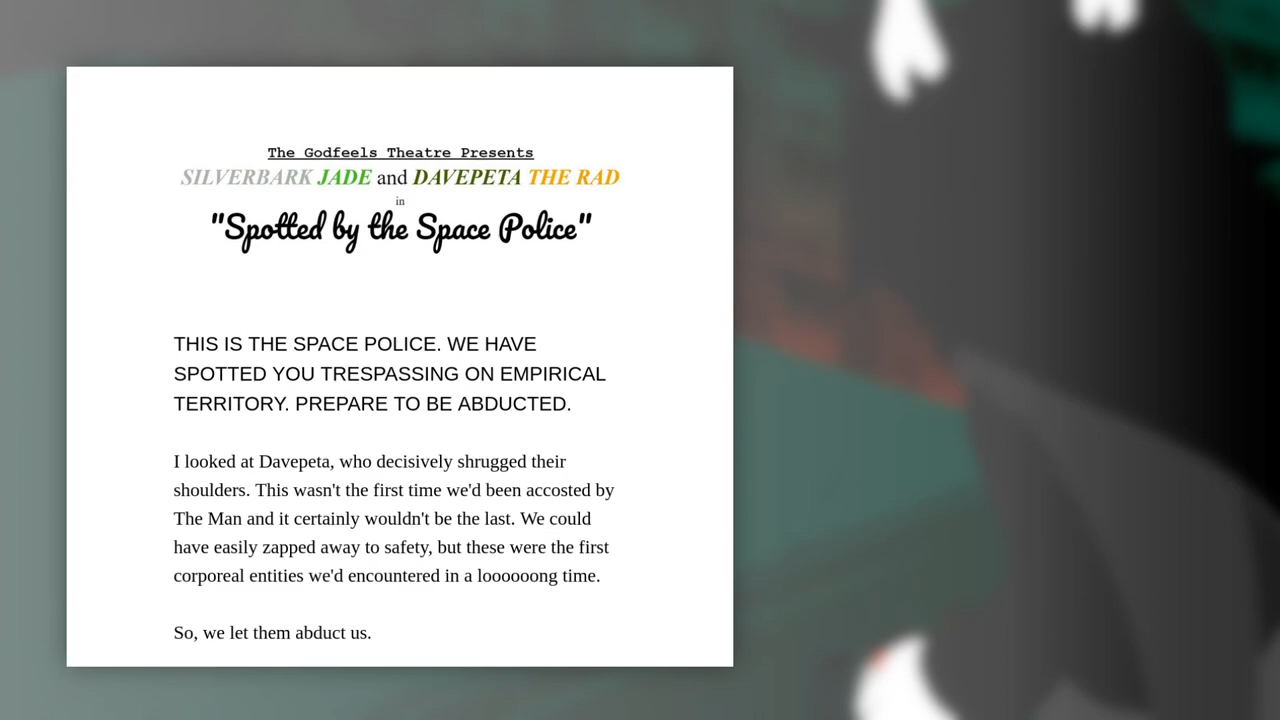 The Godfeels Theatre Presents
SILVERBARK JADE and DAVEPETA THE RAD
in
"Spotted by the Space Police"
THIS IS THE SPACE POLICE. WE HAVE
SPOTTED YOU TRESPASSING ON EMPIRICAL
TERRITORY. PREPARE TO BE ABDUCTED.
I looked at Davepeta, who decisively shrugged their
shoulders. This wasn't the first time we'd been accosted by
The Man and it certainly wouldn't be the last. We could
have easily zapped away to safety, but these were the first
corporeal entities we'd encountered in a loooooong time.
So, we let them abduct us.